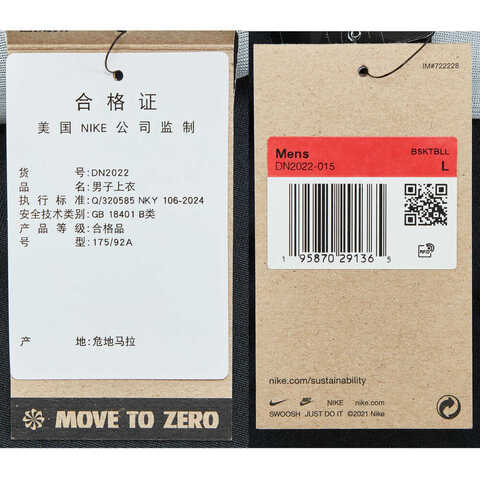 合格证
美国 NIKE 公司监制
货 号:DN2022
品 名:男子上衣
执行标准:Q/320585 NKY 106-2024
安全技术类别:GB 18401 B类
产品等级:合格品
号 型:175/92A
产 地:危地马拉
MOVE TO ZERO
IM#722228
Mens BSKTBLL
DN2022-015 L
1 95870 29136 5
RFID
nike.com/sustainability
NIKE nike.com
SWOOSH JUST DO IT ©2021 Nike